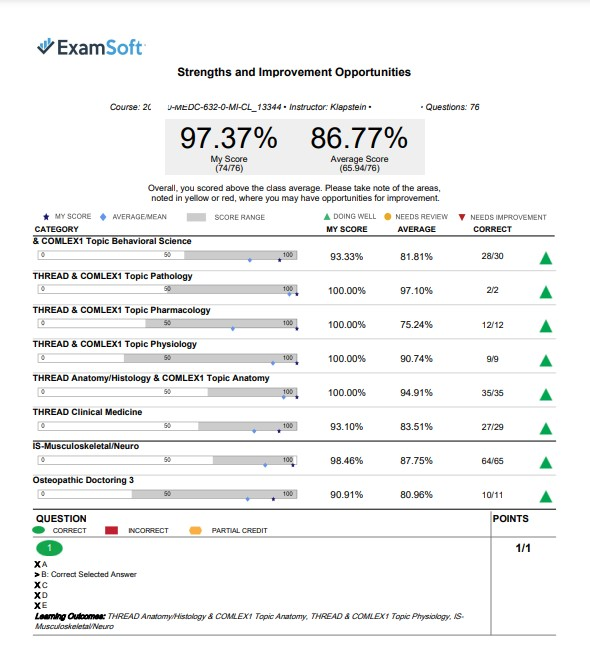 ExamSoft
Strengths and Improvement Opportunities
Course: 20 -MEDC-632-0-MI-CL_13344 • Instructor: Klapstein • • Questions: 76
97.37% 86.77%
My Score Average Score
(74/76) (65.94/76)
Overall, you scored above the class average. Please take note of the areas,
noted in yellow or red, where you may have opportunities for improvement.
MY SCORE AVERAGE/MEAN SCORE RANGE DOING WELL NEEDS REVIEW NEEDS IMPROVEMENT
CATEGORY MY SCORE AVERAGE CORRECT
& COMLEX1 Topic Behavioral Science
0 50 100 93.33% 81.81% 28/30
THREAD & COMLEX1 Topic Pathology
0 50 100 100.00% 97.10% 2/2
THREAD & COMLEX1 Topic Pharmacology
0 50 100 100.00% 75.24% 12/12
THREAD & COMLEX1 Topic Physiology
0 50 100 100.00% 90.74% 9/9
THREAD Anatomy/Histology & COMLEX1 Topic Anatomy
0 50 100 100.00% 94.91% 35/35
THREAD Clinical Medicine
0 50 100 93.10% 83.51% 27/29
IS-Musculoskeletal/Neuro
0 50 100 98.46% 87.75% 64/65
Osteopathic Doctoring 3
0 50 100 90.91% 80.96% 10/11
QUESTION POINTS
CORRECT INCORRECT PARTIAL CREDIT
1 1/1
X A
> B: Correct Selected Answer
X C
X D
X E
Learning Outcomes: THREAD Anatomy/Histology & COMLEX1 Topic Anatomy, THREAD & COMLEX1 Topic Physiology, IS-
Musculoskeletal/Neuro